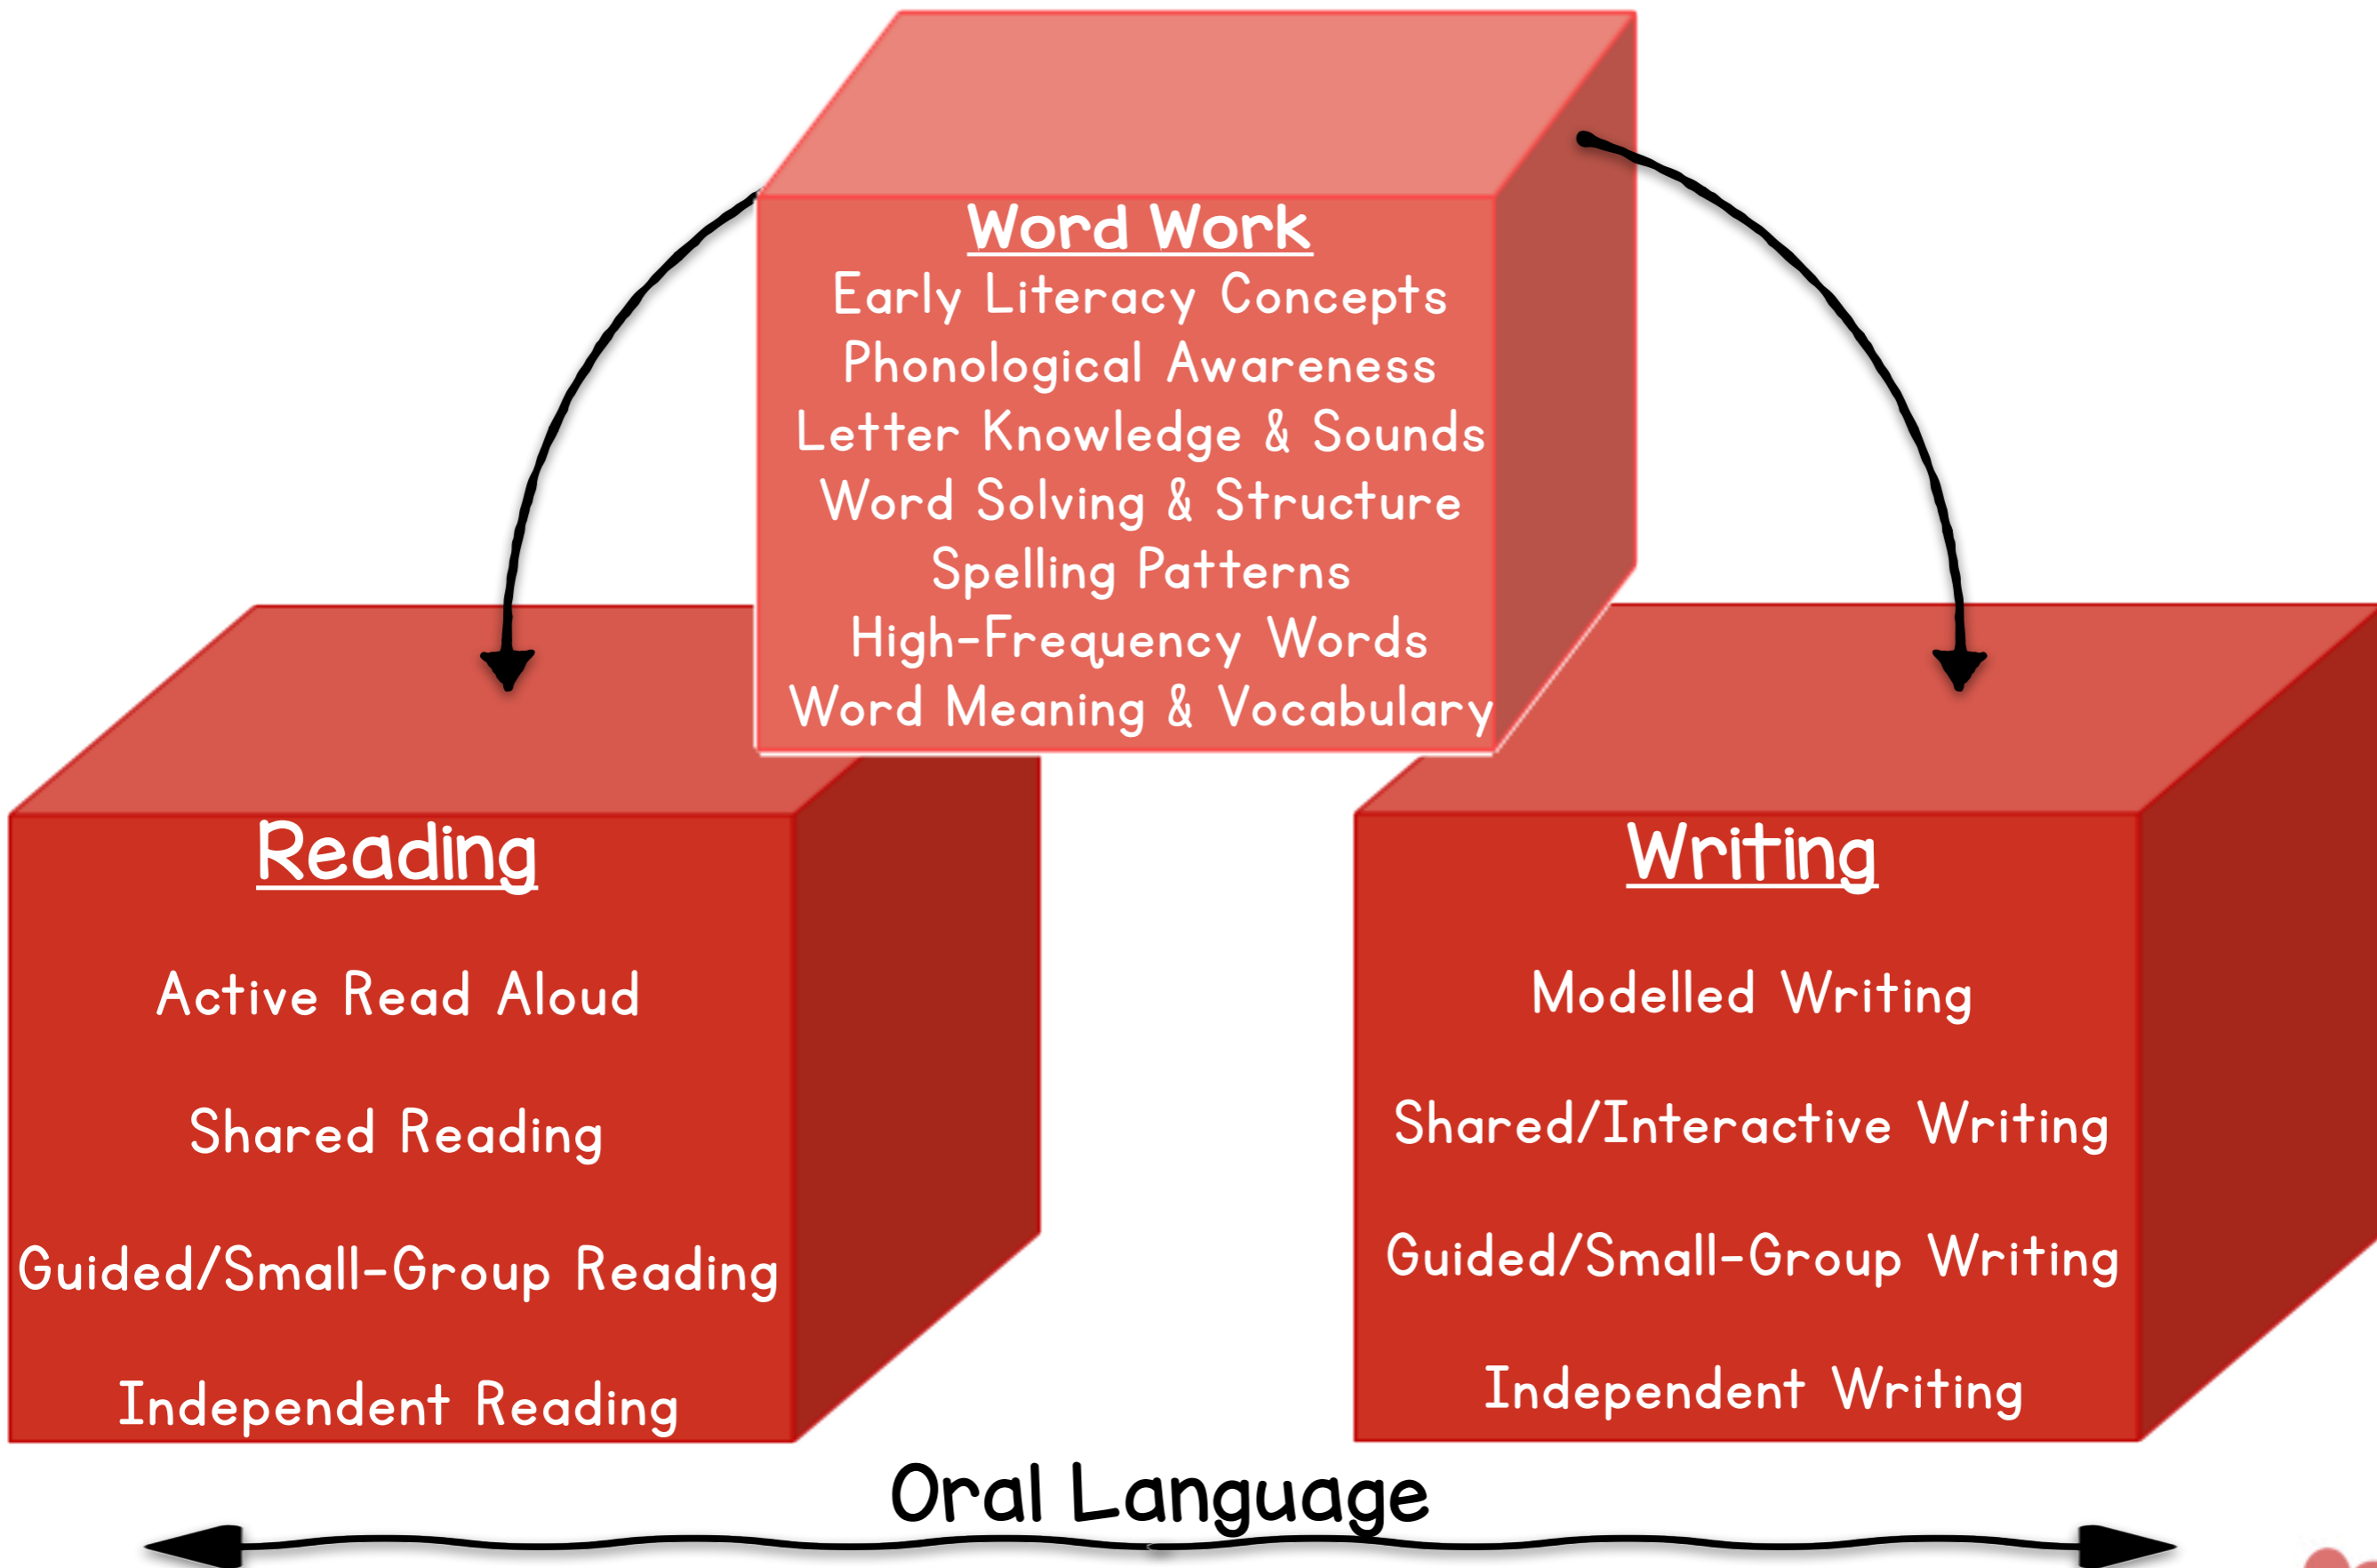 Word Work
Early Literacy Concepts
Phonological Awareness
Letter Knowledge & Sounds
Word Solving & Structure
Spelling Patterns
High-Frequency Words
Word Meaning & Vocabulary
Reading
Active Read Aloud
Shared Reading
Guided/Small-Group Reading
Independent Reading
Writing
Modelled Writing
Shared/Interactive Writing
Guided/Small-Group Writing
Independent Writing
Oral Language